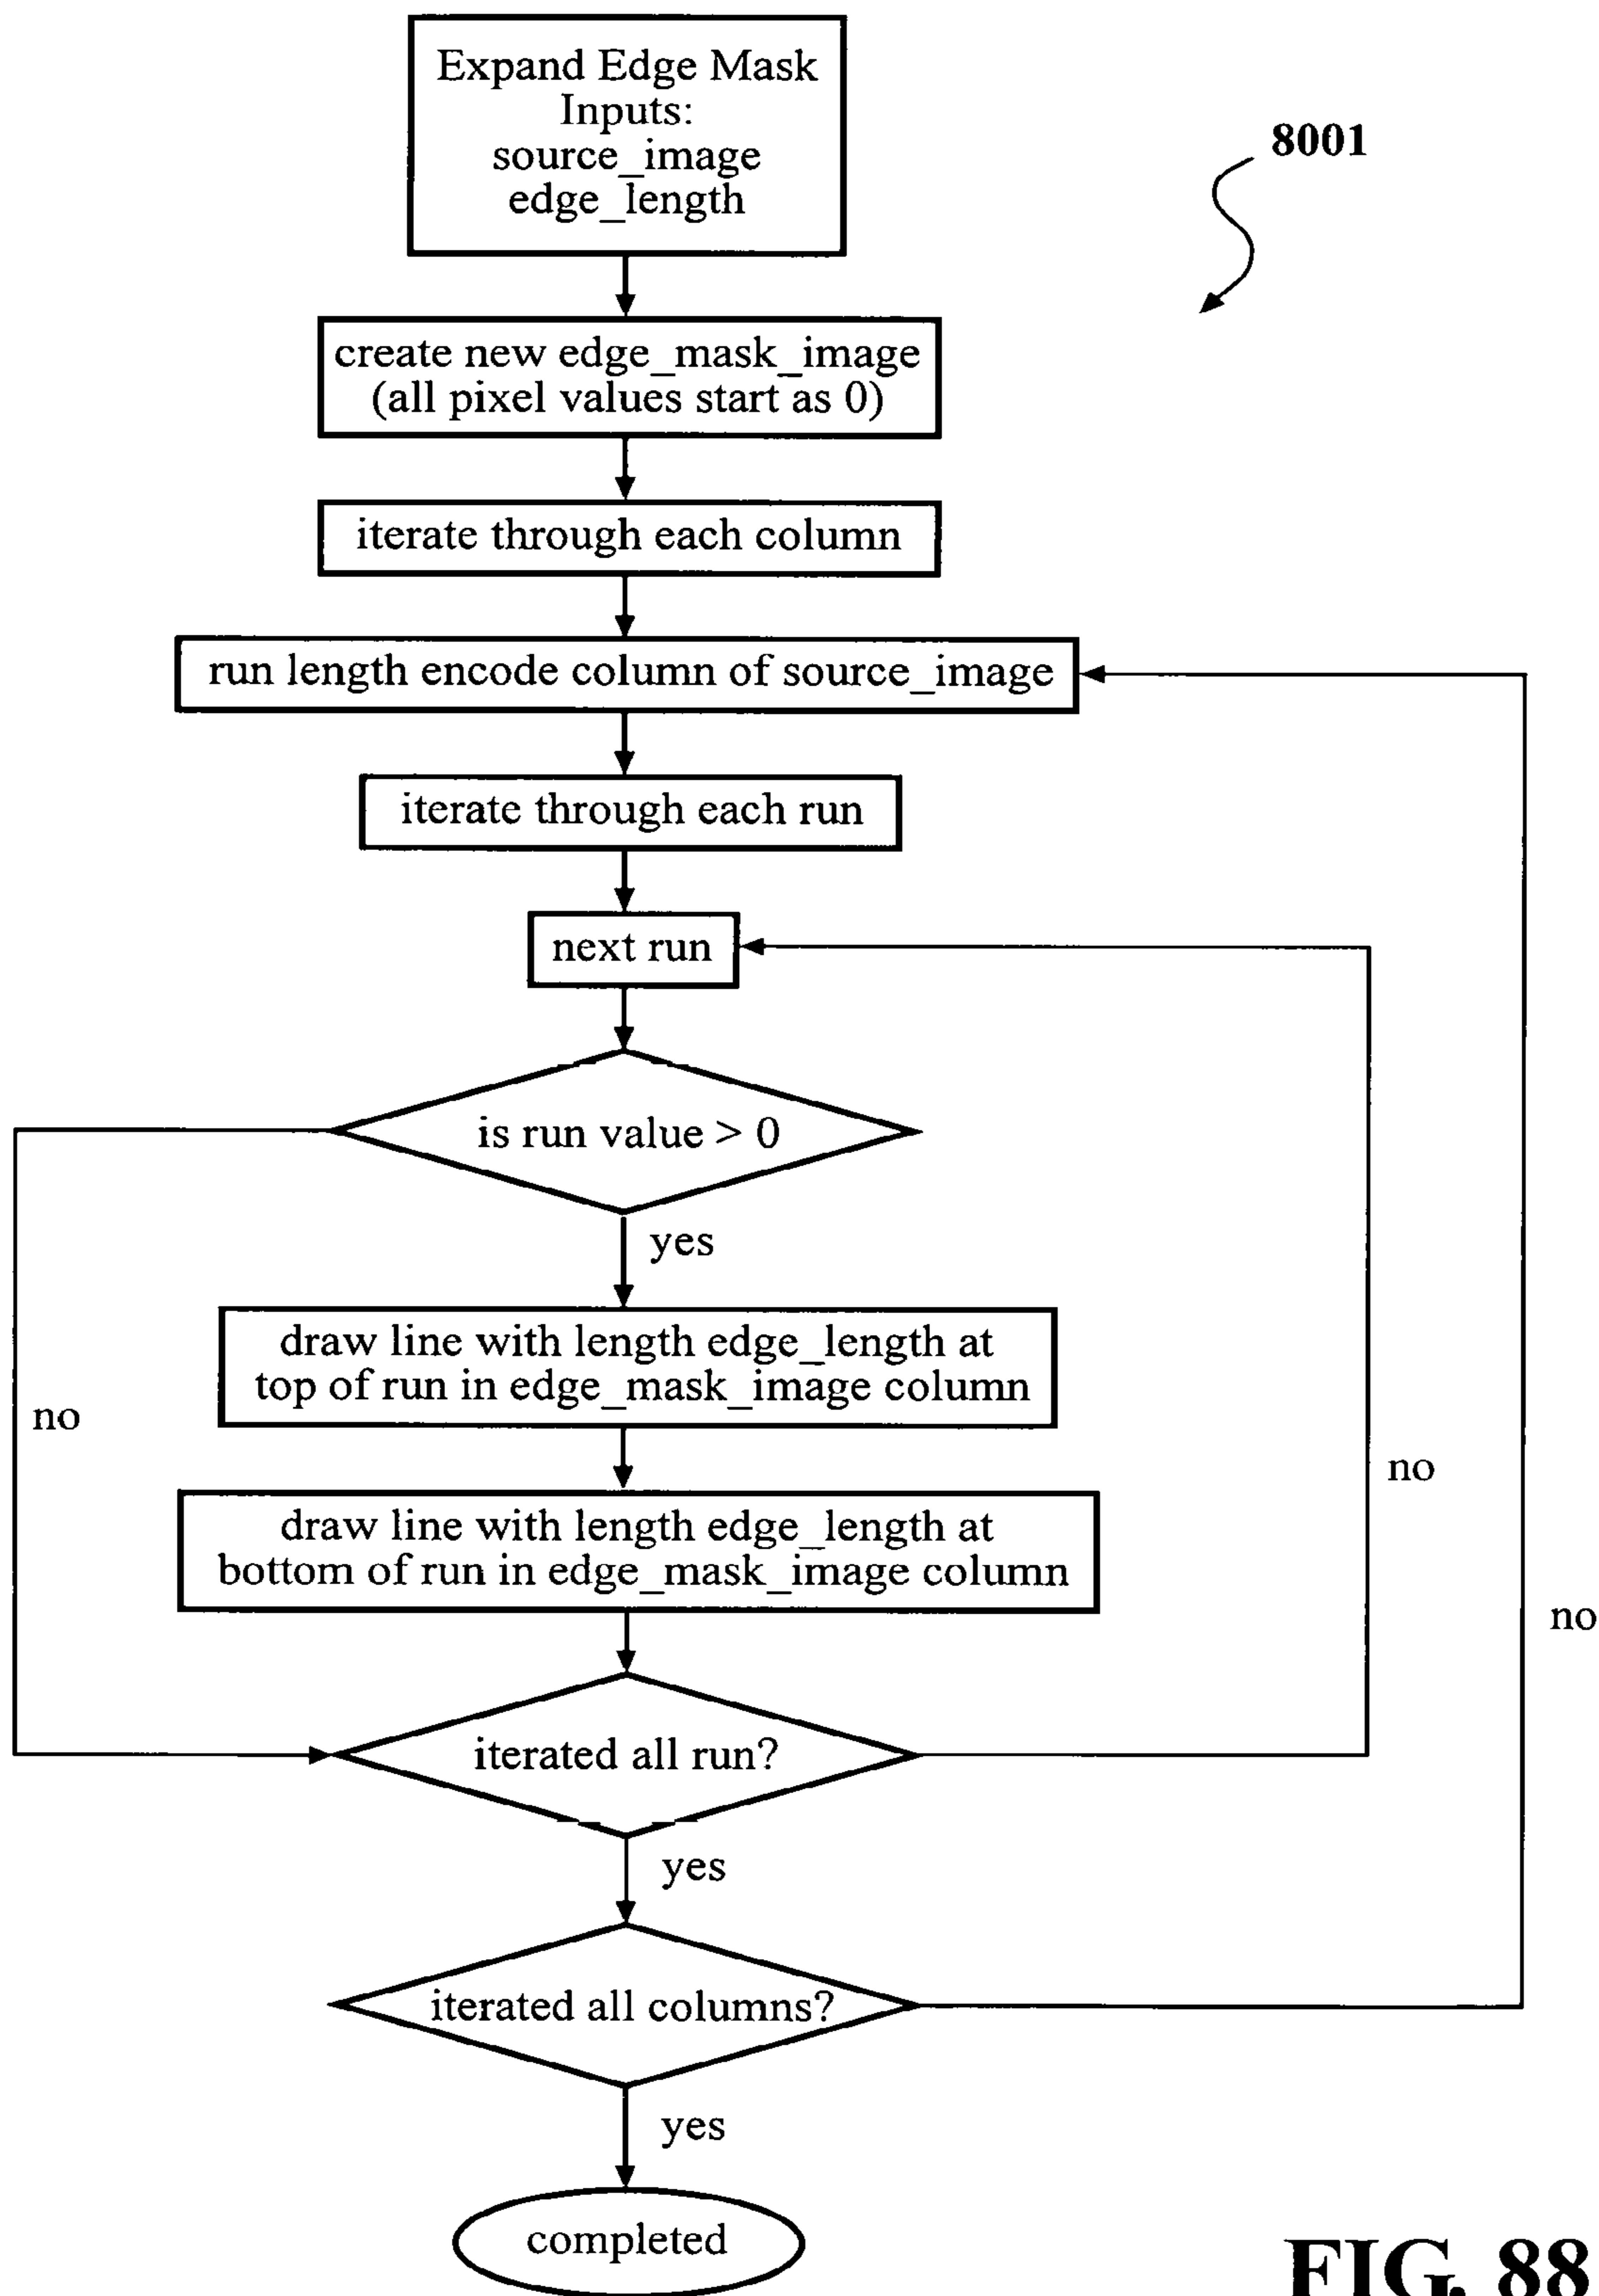 Expand Edge Mask
Inputs:
source_image
edge_length
8001
create new edge_mask_image
(all pixel values start as 0)
iterate through each column
run length encode column of source_image
iterate through each run
next run
is run value > 0
yes
draw line with length edge_length at
top of run in edge_mask_image column
no
no
draw line with length edge_length at
bottom of run in edge_mask_image column
no
iterated all run?
yes
iterated all columns?
yes
completed
FIG. 88